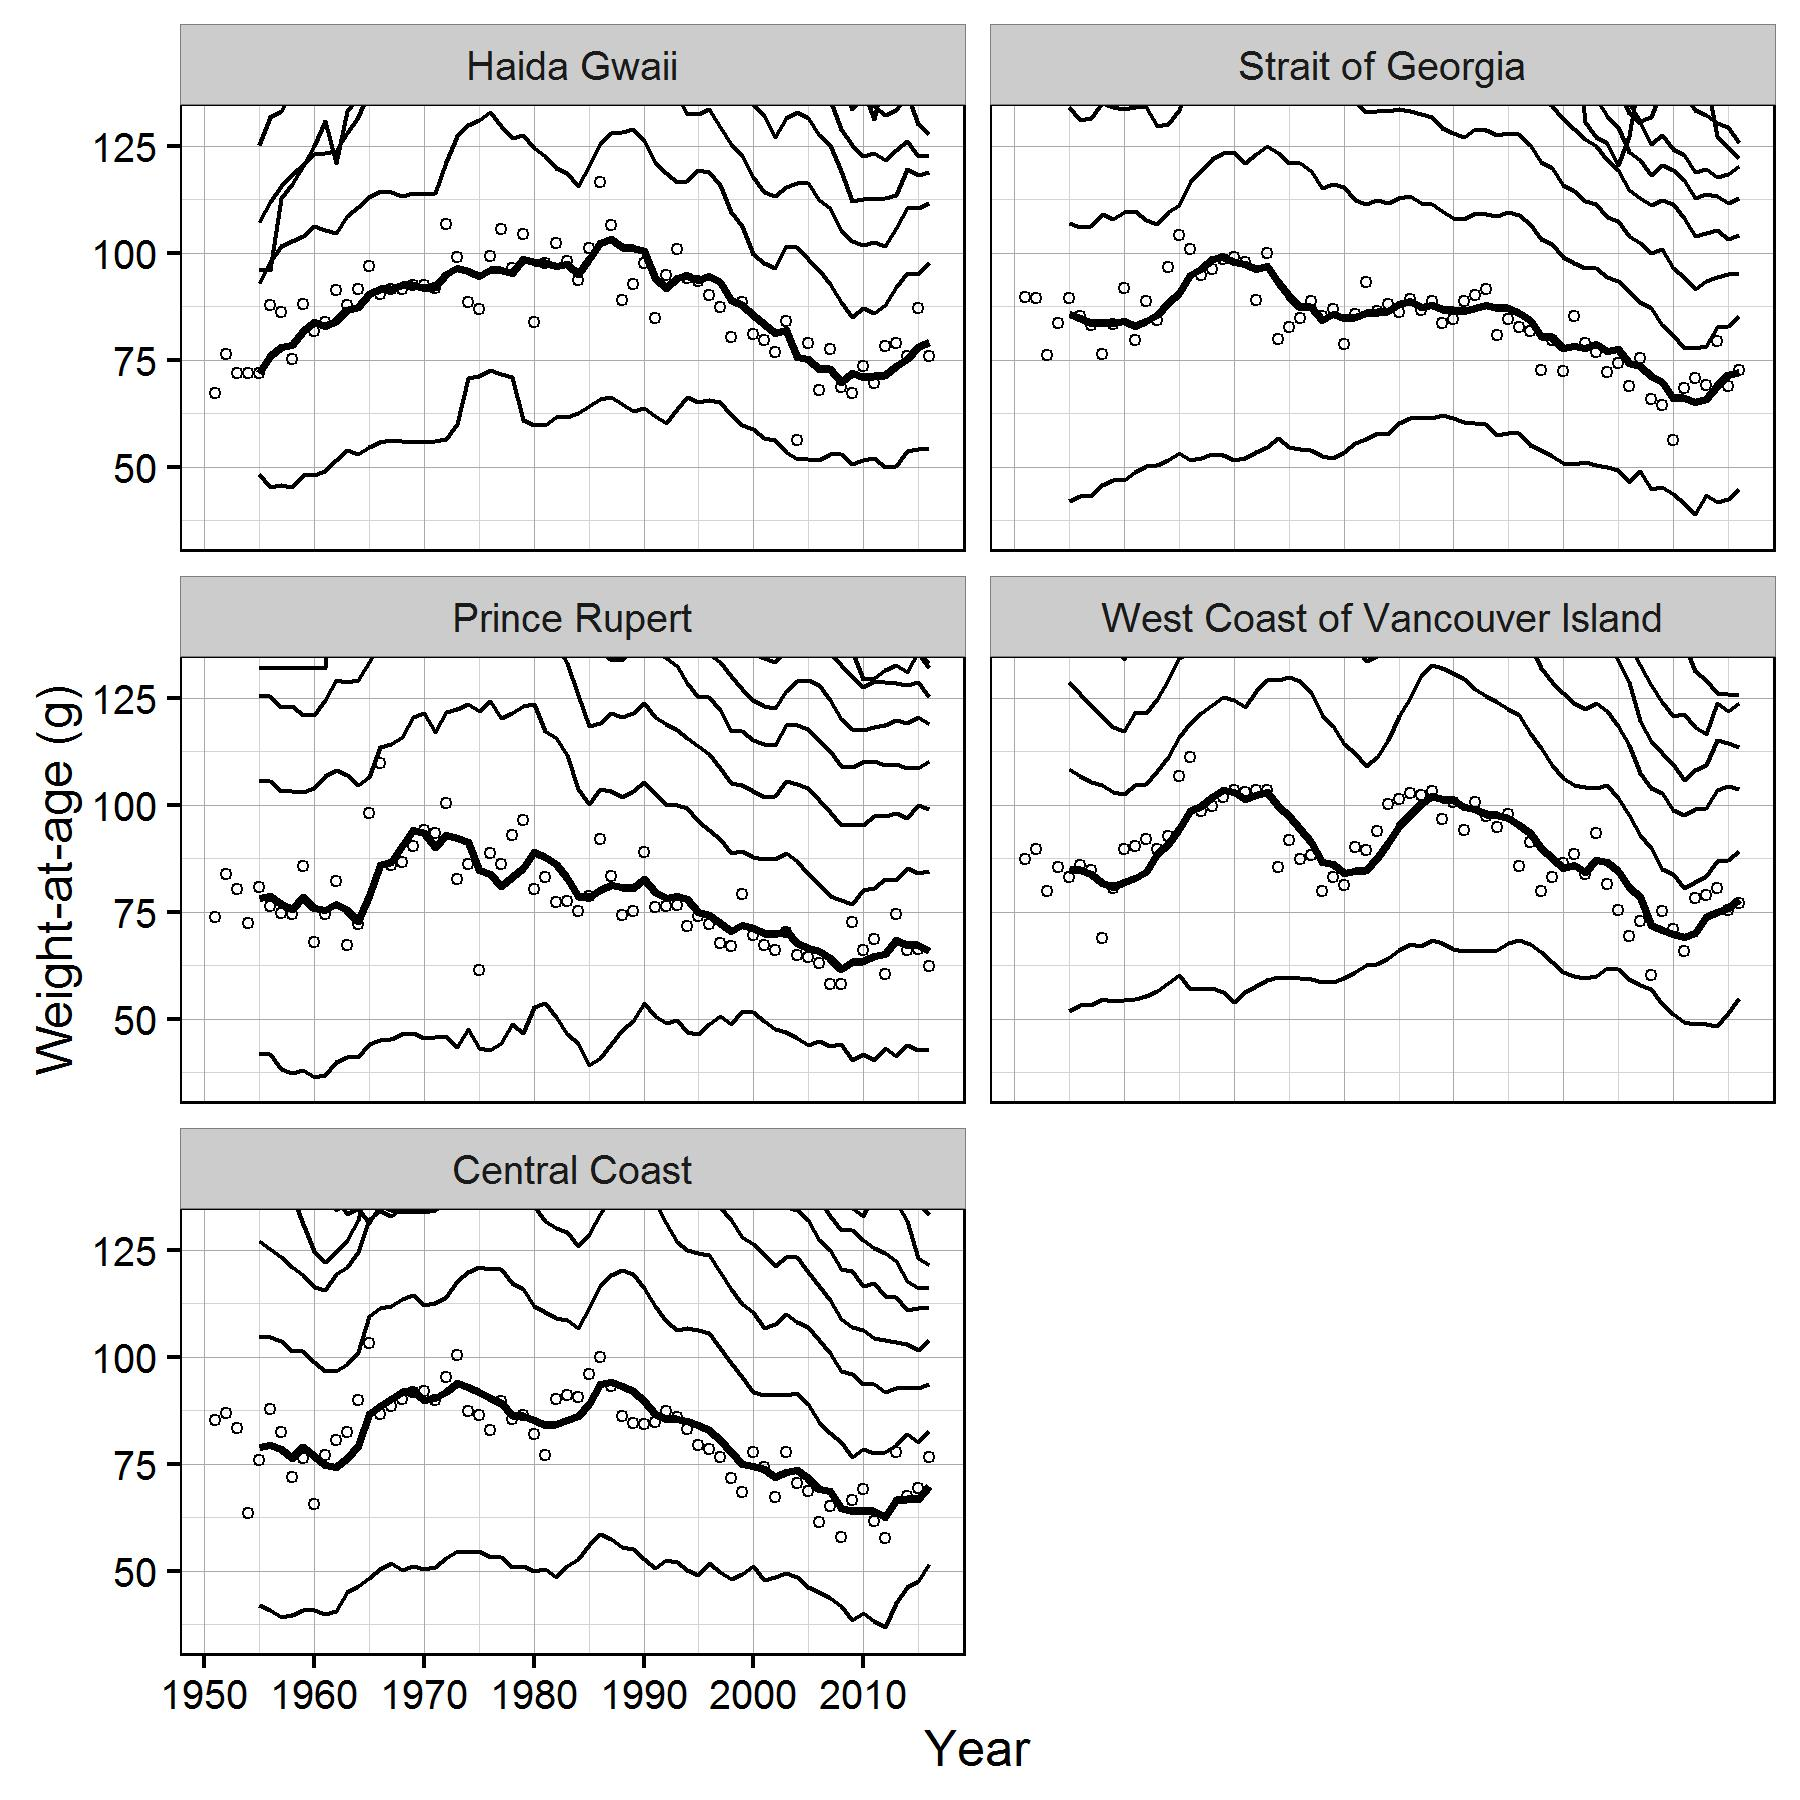 Haida Gwaii
Strait of Georgia
125
100
75
50
Prince Rupert
West Coast of Vancouver Island
Weight-at-age (g)
125
100
75
50
Central Coast
125
100
75
50
1950 1960 1970 1980 1990 2000 2010
Year